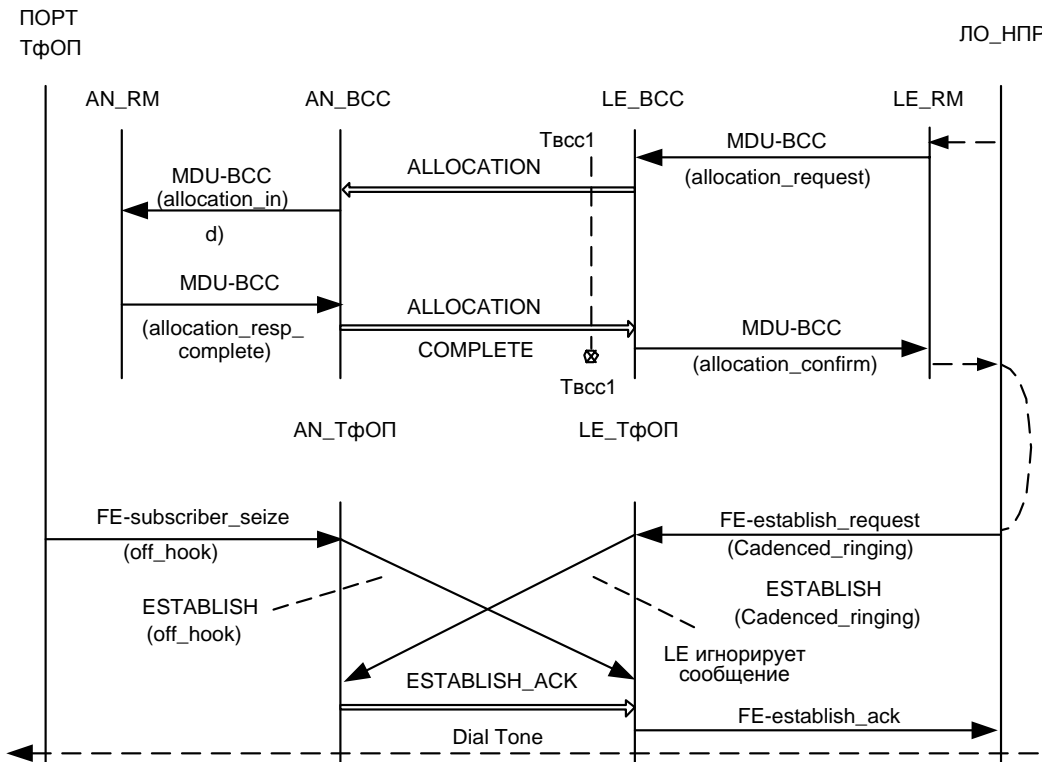 ПОРТ
ТфОП
ЛО_НПР
AN_RM
AN_BCC
LE_BCC
LE_RM
Tвсс1
ALLOCATION
MDU-BCC
(allocation_request)
MDU-BCC
(allocation_in
d)
MDU-BCC
(allocation_resp_
complete)
ALLOCATION
COMPLETE
MDU-BCC
(allocation_confirm)
Tвсс1
AN_ТфОП
LE_ТфОП
FE-subscriber_seize
(off_hook)
FE-establish_request
(Cadenced_ringing)
ESTABLISH
(off_hook)
ESTABLISH
(Cadenced_ringing)
LE игнорирует
сообщение
ESTABLISH_ACK
FE-establish_ack
Dial Tone